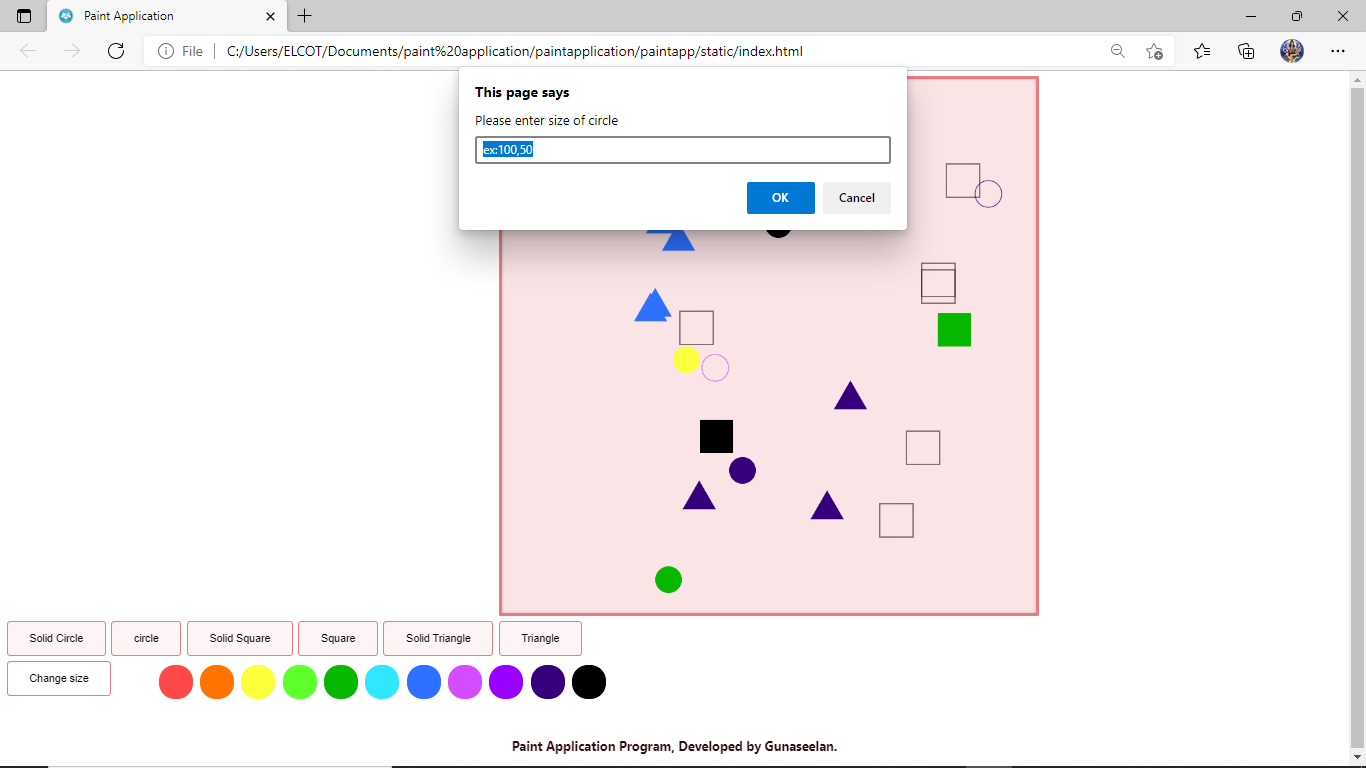 Paint Application
File
C:/Users/ELCOT/Documents/paint%20application/paintapplication/paintapp/static/index.html
This page says
Please enter size of circle
ex:100,50
OK Cancel
Solid Circle circle Solid Square Square Solid Triangle Triangle
Change size
Paint Application Program, Developed by Gunaseelan.